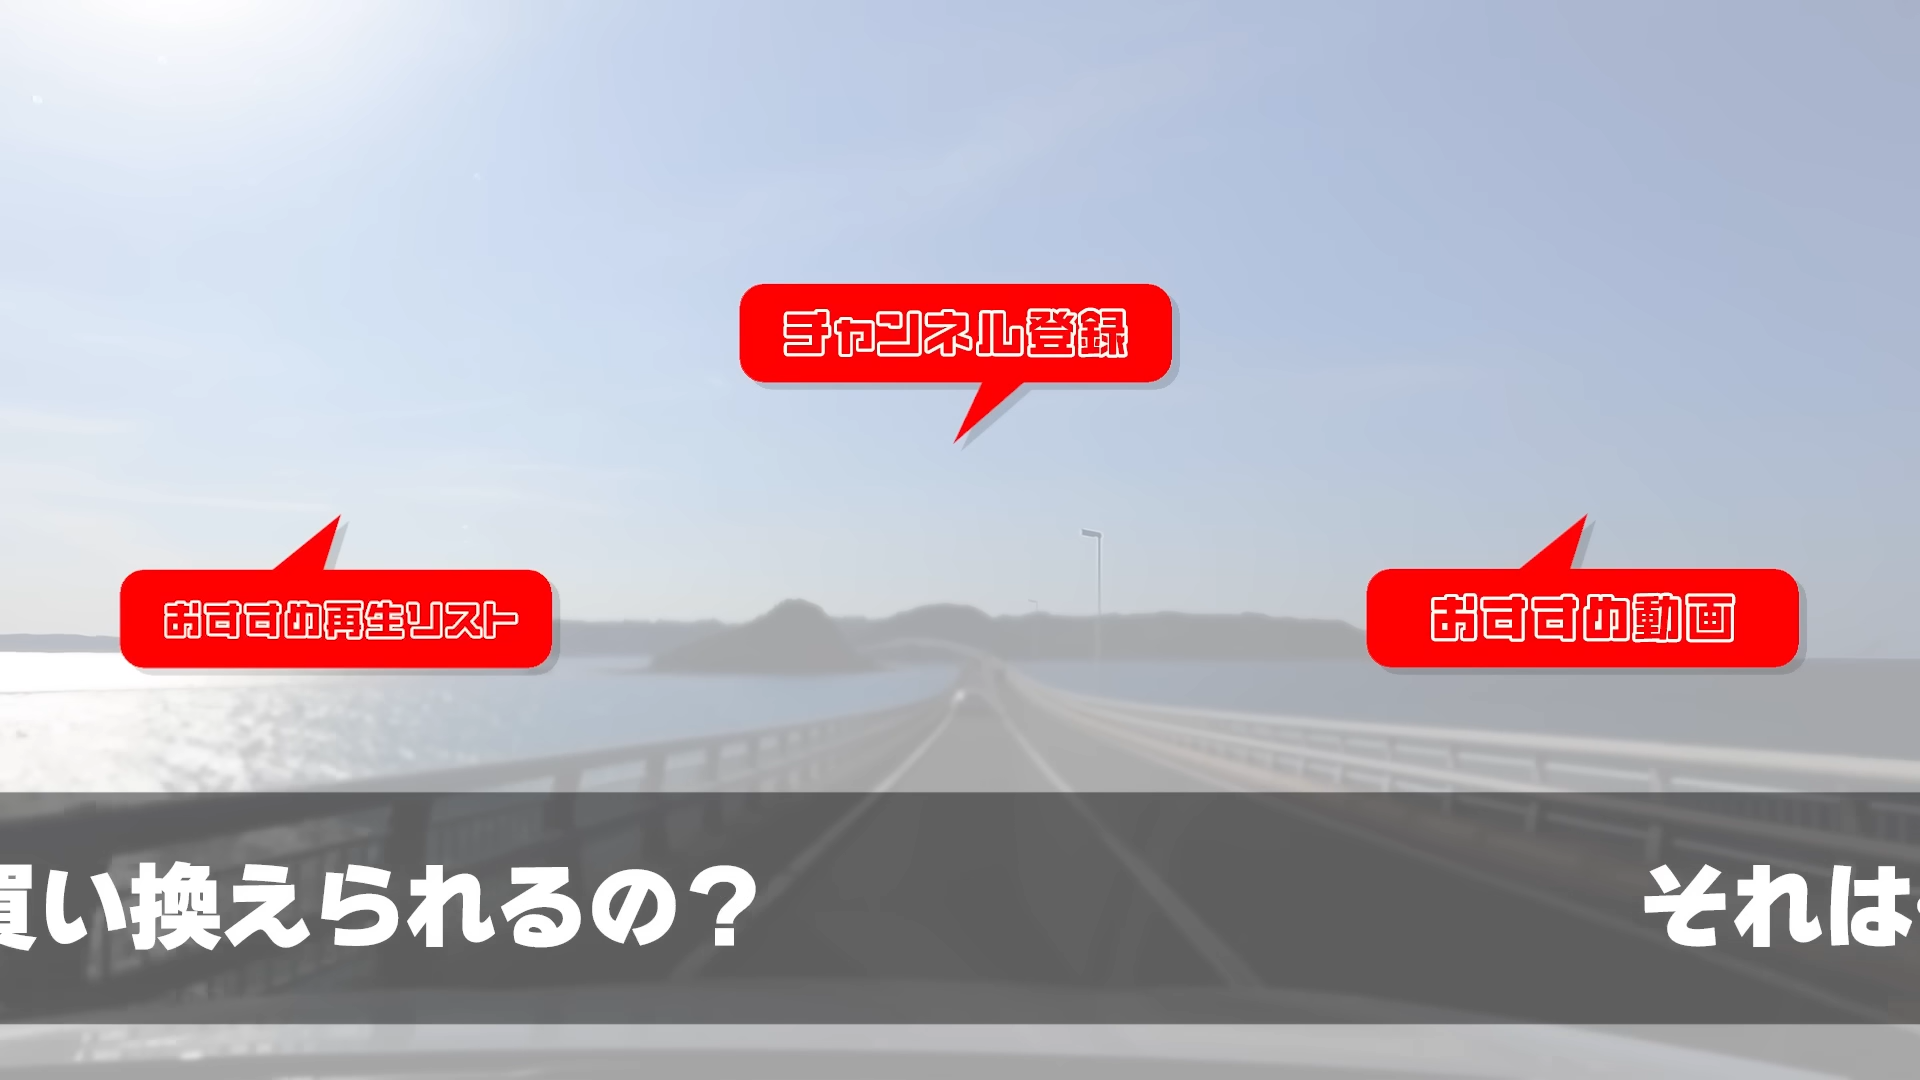 チャンネル登録
おすすめ再生リスト
おすすめ動画
買い換えられるの？
それは